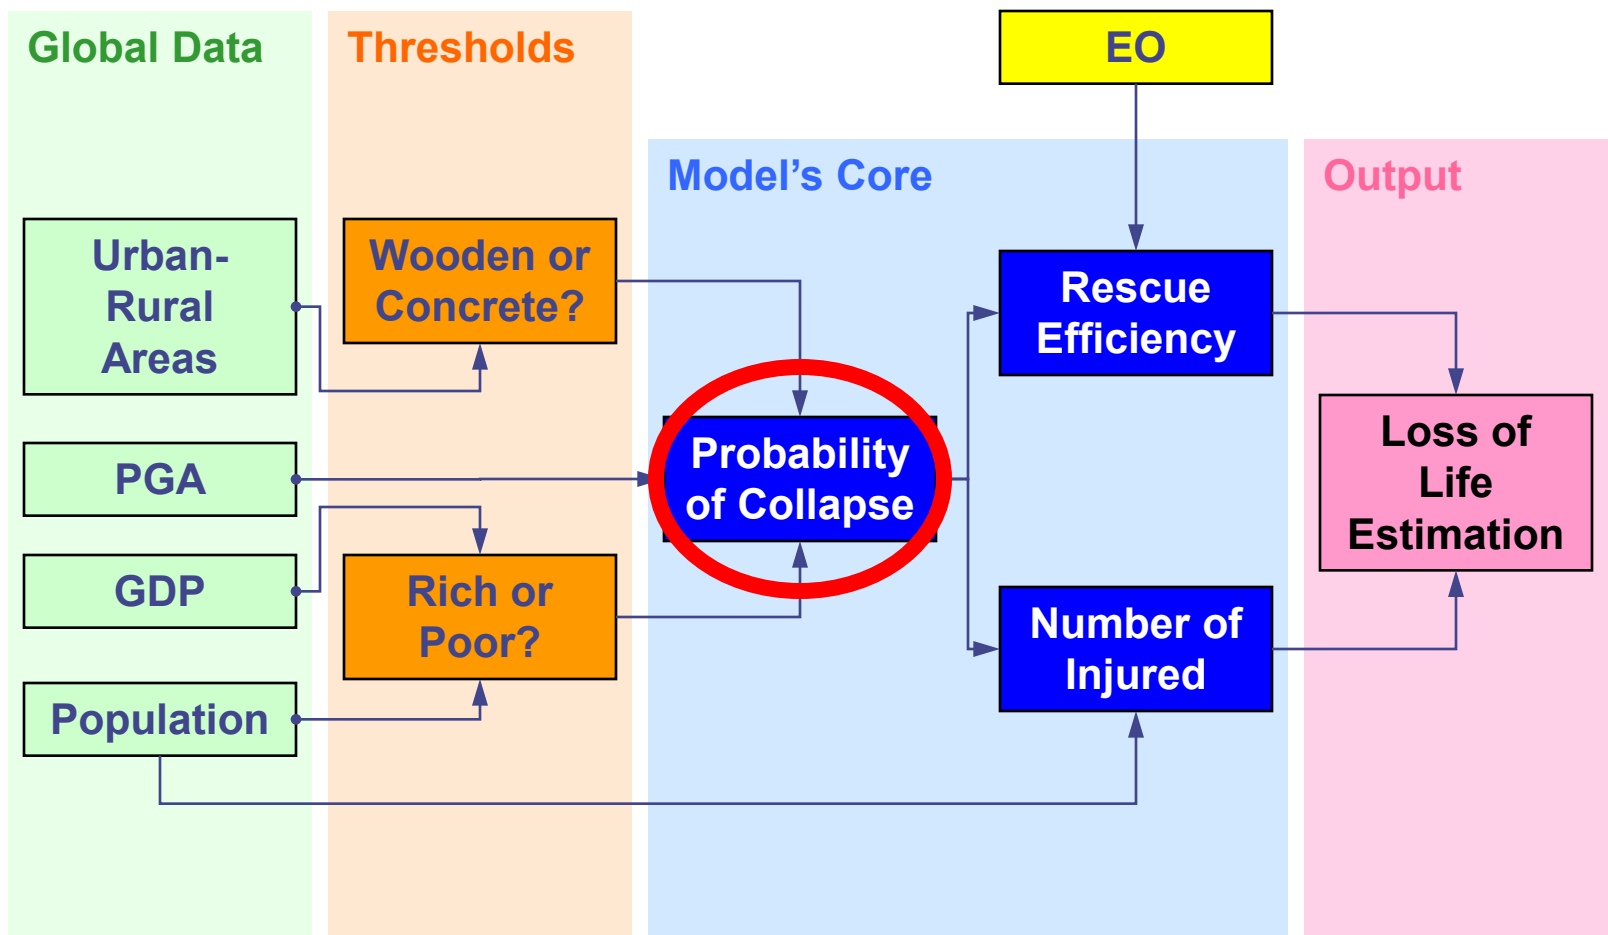 Global Data
Thresholds
EO
Model’s Core
Output
Urban-
Rural
Areas
Wooden or
Concrete?
Rescue
Efficiency
PGA
Probability
of Collapse
Loss of
Life
Estimation
GDP
Rich or
Poor?
Number of
Injured
Population